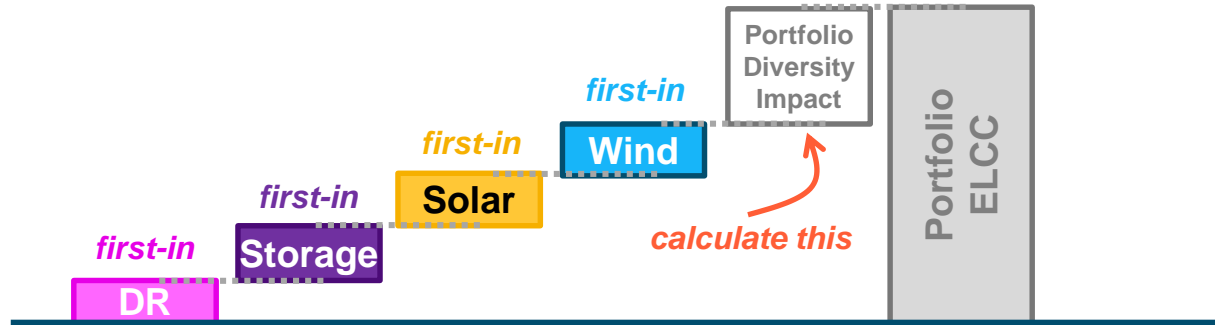 first-in
DR
first-in
Storage
first-in
Solar
first-in
Wind
Portfolio
Diversity
Impact
calculate this
Portfolio
ELCC